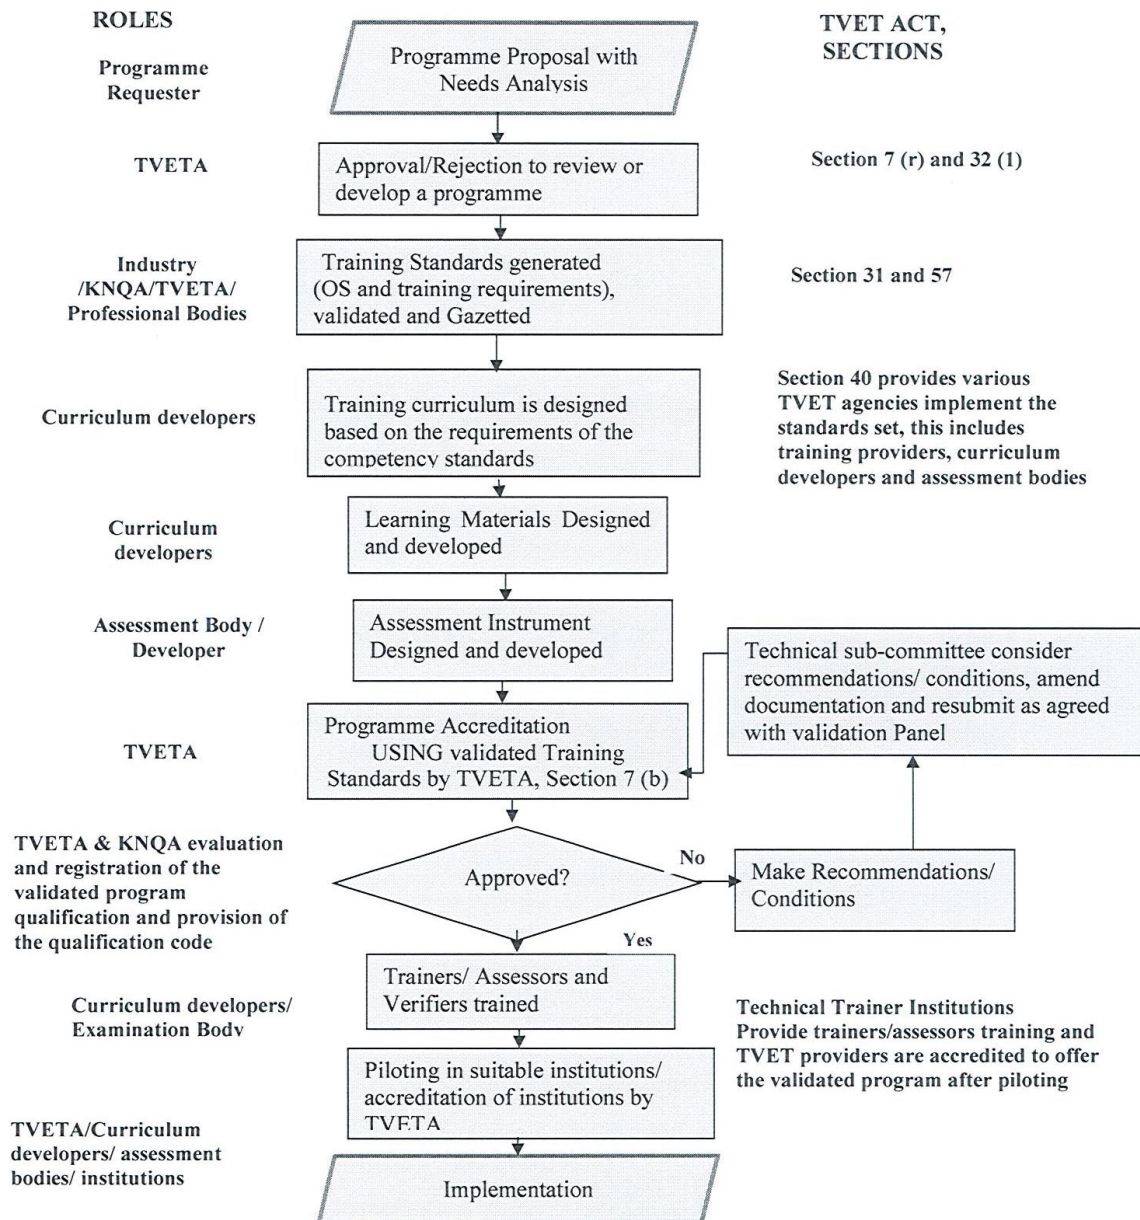 ROLES
TVET ACT,
SECTIONS
Programme
Requester
Programme Proposal with
Needs Analysis
TVETA
Approval/Rejection to review or
develop a programme
Section 7 (r) and 32 (1)
Industry
/KNQA/TVETA/
Professional Bodies
Training Standards generated
(OS and training requirements),
validated and Gazetted
Section 31 and 57
Curriculum developers
Training curriculum is designed
based on the requirements of the
competency standards
Section 40 provides various
TVET agencies implement the
standards set, this includes
training providers, curriculum
developers and assessment bodies
Curriculum
developers
Learning Materials Designed
and developed
Assessment Body /
Developer
Assessment Instrument
Designed and developed
Technical sub-committee consider
recommendations/ conditions, amend
documentation and resubmit as agreed
with validation Panel
TVETA
Programme Accreditation
USING validated Training
Standards by TVETA, Section 7 (b)
TVETA & KNQA evaluation
and registration of the
validated program
qualification and provision of
the qualification code
Approved?
No
Make Recommendations/
Conditions
Yes
Curriculum developers/
Examination Body
Trainers/ Assessors and
Verifiers trained
Technical Trainer Institutions
Provide trainers/assessors training and
TVET providers are accredited to offer
the validated program after piloting
Piloting in suitable institutions/
accreditation of institutions by
TVETA
TVETA/Curriculum
developers/ assessment
bodies/ institutions
Implementation